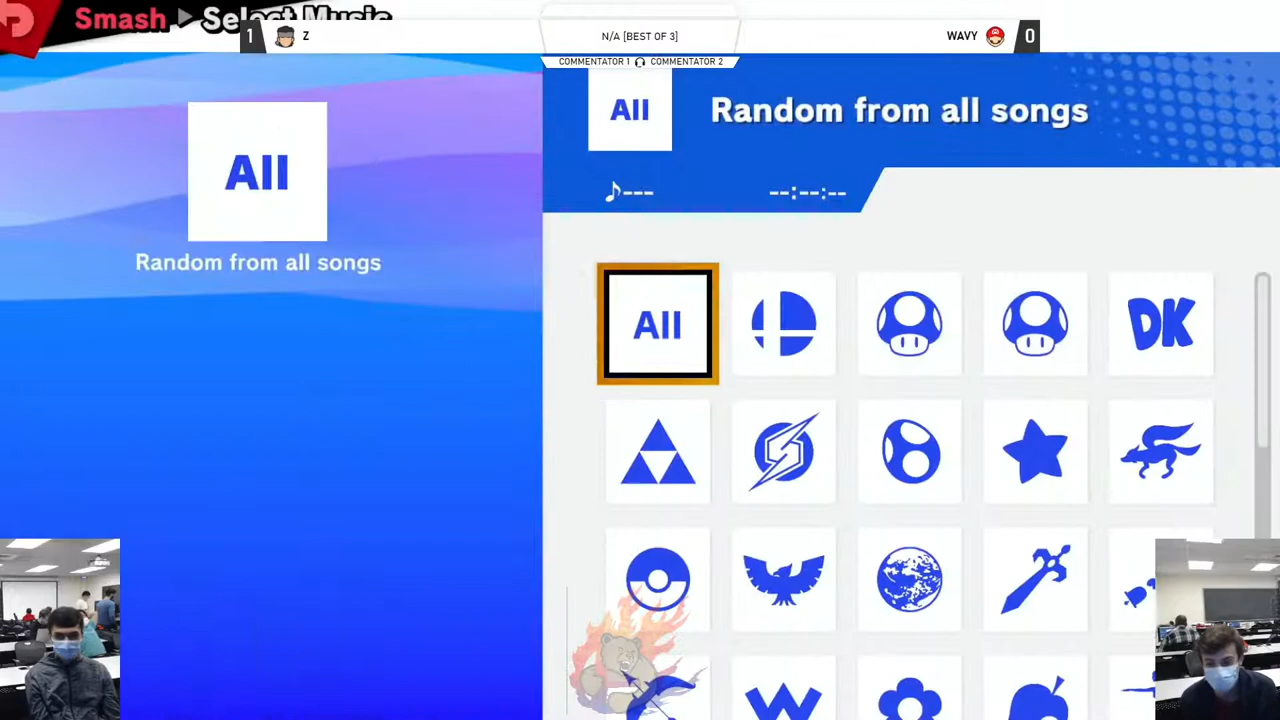 Smash ▶ Select Music
1 Z N/A [BEST OF 3] WAVY 0
COMMENTATOR 1 COMMENTATOR 2
All Random from all songs
♪--- --:--:--
All
Random from all songs
All
DK